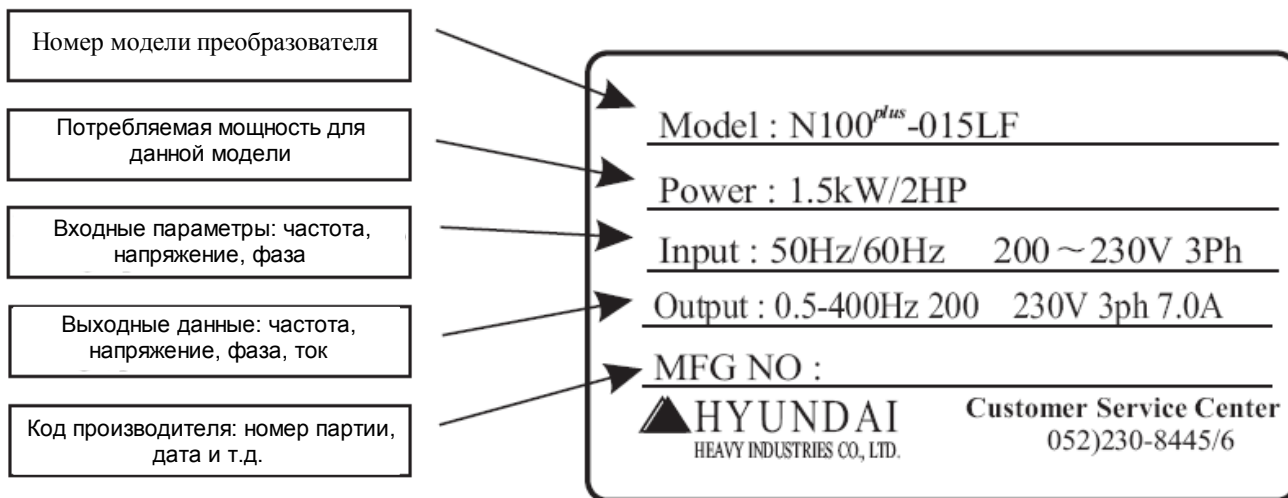 Номер модели преобразователя
Потребляемая мощность для
данной модели
Входные параметры: частота,
напряжение, фаза
Выходные данные: частота,
напряжение, фаза, ток
Код производителя: номер партии,
дата и т.д.
Model : N100plus-015LF
Power : 1.5kW/2HP
Input : 50Hz/60Hz 200～230V 3Ph
Output : 0.5-400Hz 200 230V 3ph 7.0A
MFG NO :
HYUNDAI
HEAVY INDUSTRIES CO., LTD.
Customer Service Center
052)230-8445/6